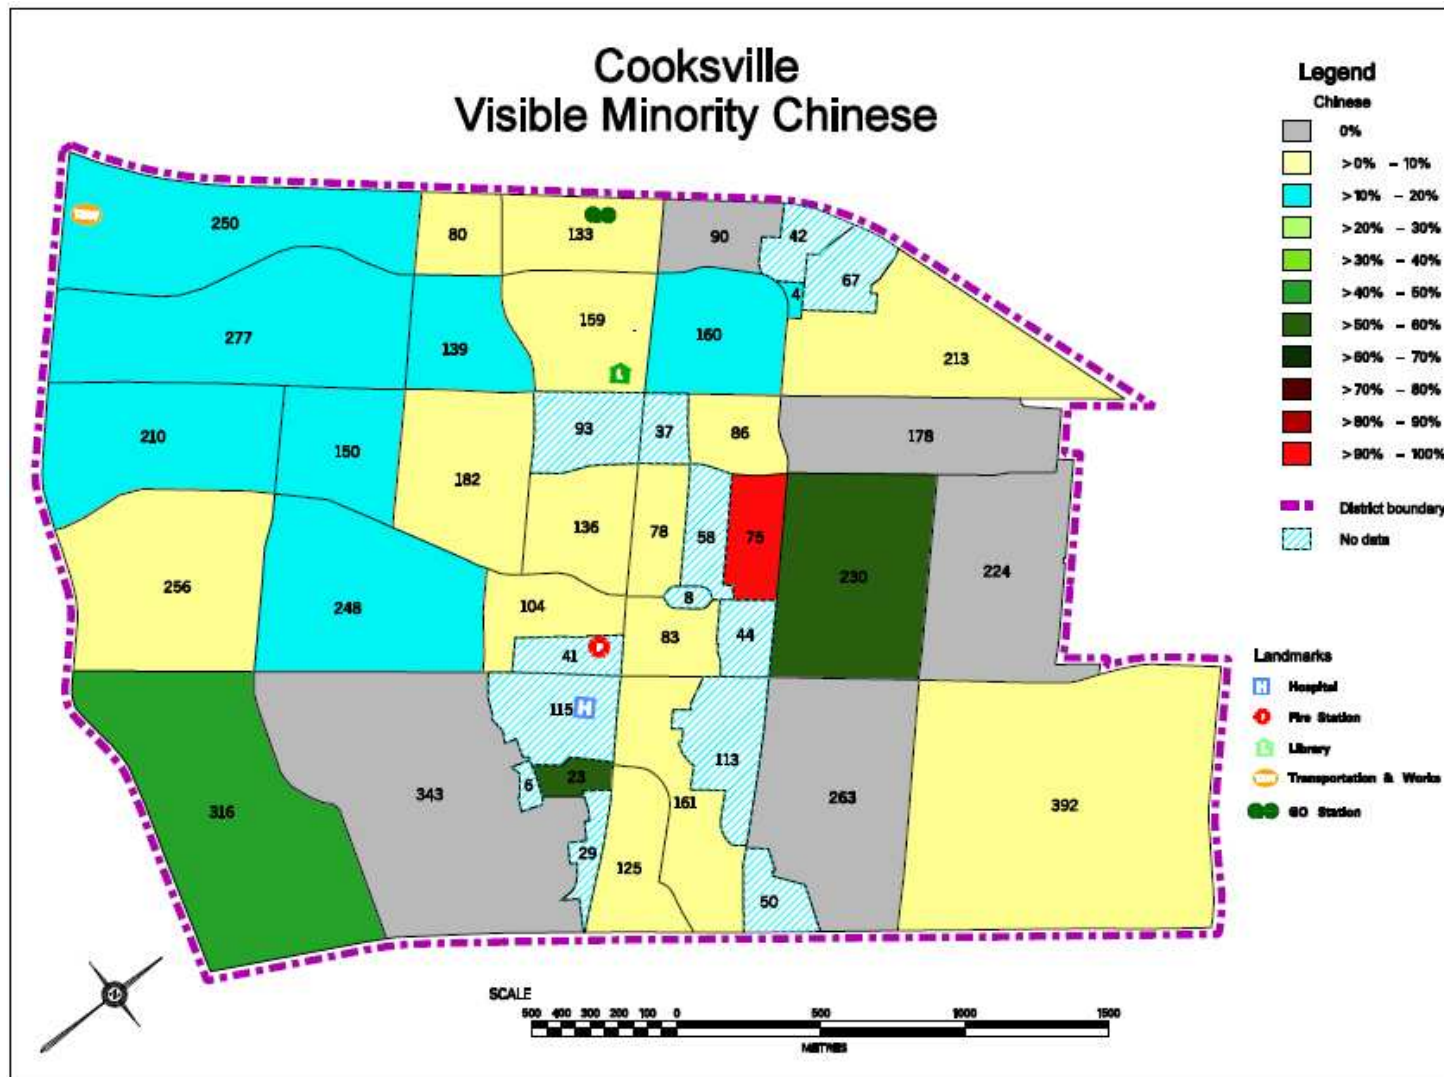 Cooksville
Visible Minority Chinese
Legend
Chinese
0%
>0% - 10%
>10% - 20%
>20% - 30%
>30% - 40%
>40% - 50%
>50% - 60%
>60% - 70%
>70% - 80%
>80% - 90%
>90% - 100%
District boundary
No data
Landmarks
H Hospital
Fire Station
L Library
T&W Transportation & Works
GO Station
T&W
250
80
133
90
42
67
4
277
139
159
160
213
L
210
150
182
93
37
86
178
136
78
58
75
230
224
256
248
104
8
83
44
41
115 H
113
316
343
6
23
161
263
392
29
125
50
SCALE
500 400 300 200 100 0 500 1000 1500
METRES